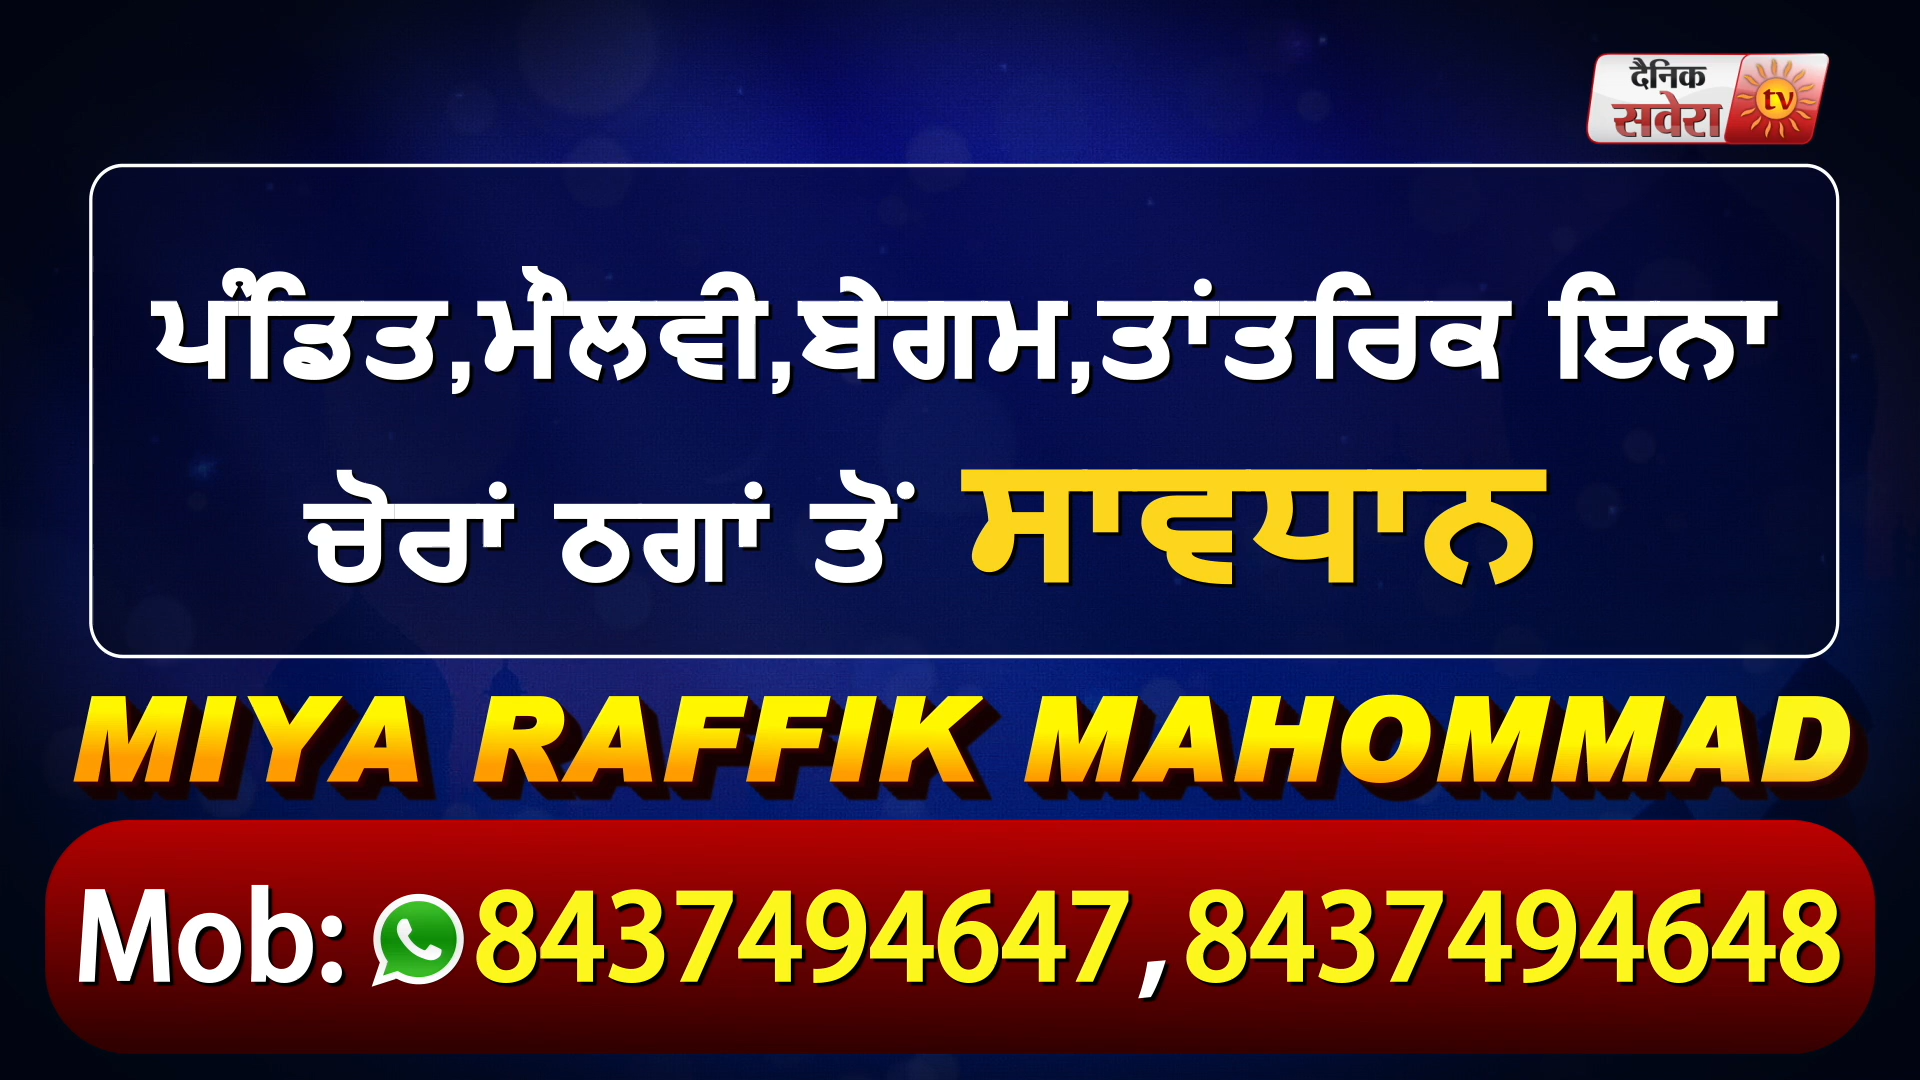 दैनिक
सवेरा tv
ਪੰਡਿਤ,ਮੌਲਵੀ,ਬੇਗਮ,ਤਾਂਤਰਿਕ ਇਨਾ
ਚੋਰਾਂ ਠਗਾਂ ਤੋਂ ਸਾਵਧਾਨ
MIYA RAFFIK MAHOMMAD
Mob: 8437494647, 8437494648